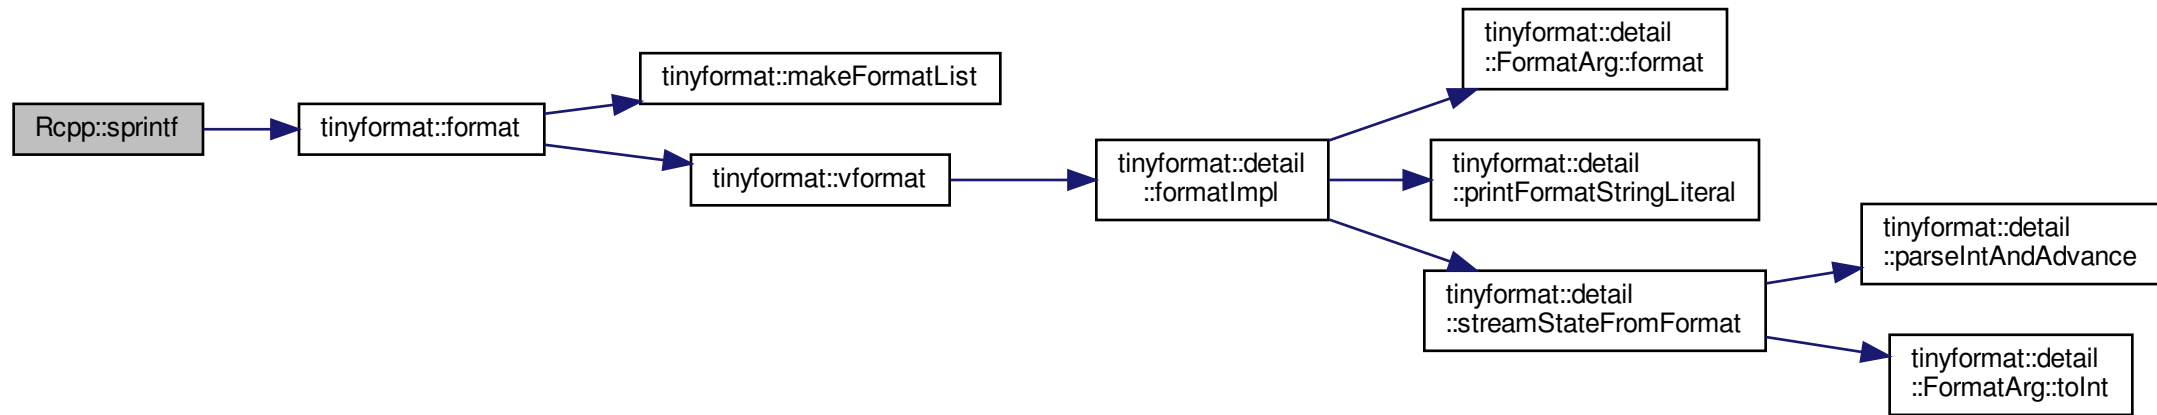 Rcpp::sprintf
tinyformat::format
tinyformat::makeFormatList
tinyformat::vformat
tinyformat::detail
::formatImpl
tinyformat::detail
::FormatArg::format
tinyformat::detail
::printFormatStringLiteral
tinyformat::detail
::streamStateFromFormat
tinyformat::detail
::parseIntAndAdvance
tinyformat::detail
::FormatArg::toInt